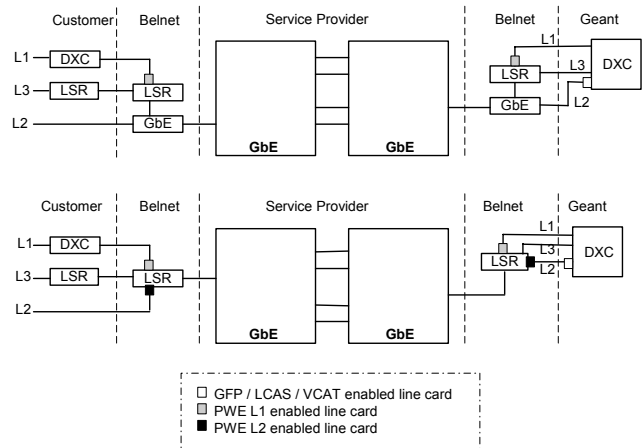 Customer Belnet Service Provider Belnet Geant
L1 DXC L1
L3 LSR LSR LSR L3 DXC
L2 GbE GbE L2
GbE GbE
Customer Belnet Service Provider Belnet Geant
L1 DXC L1 DXC
L3 LSR LSR LSR L3
L2 L2
GbE GbE
GFP / LCAS / VCAT enabled line card
PWE L1 enabled line card
PWE L2 enabled line card